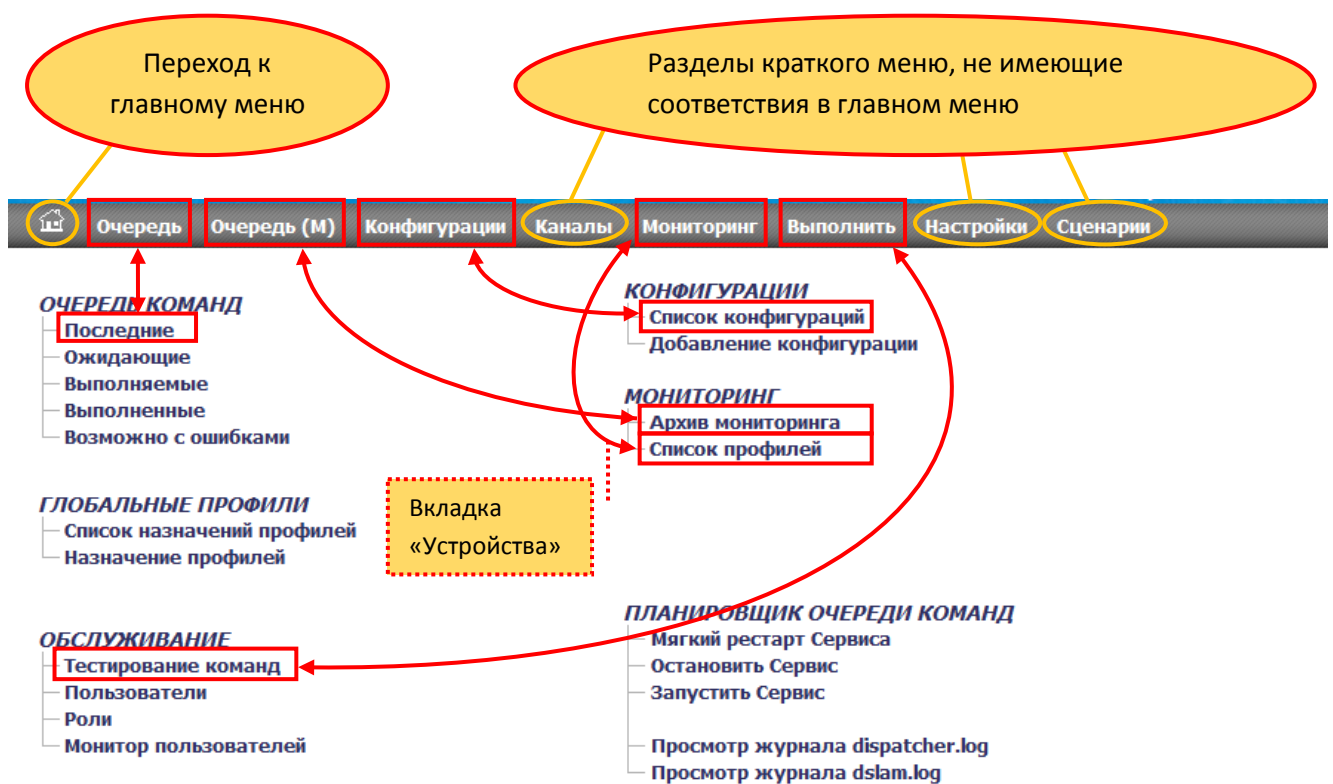 Переход к
главному меню
Разделы краткого меню, не имеющие
соответствия в главном меню
Очередь Очередь (М) Конфигурации Каналы Мониторинг Выполнить Настройки Сценарии
ОЧЕРЕДЬ КОМАНД
Последние
Ожидающие
Выполняемые
Выполненные
Возможно с ошибками
КОНФИГУРАЦИИ
Список конфигураций
Добавление конфигурации
МОНИТОРИНГ
Архив мониторинга
Список профилей
ГЛОБАЛЬНЫЕ ПРОФИЛИ
Список назначений профилей
Назначение профилей
Вкладка
«Устройства»
ОБСЛУЖИВАНИЕ
Тестирование команд
Пользователи
Роли
Монитор пользователей
ПЛАНИРОВЩИК ОЧЕРЕДИ КОМАНД
Мягкий рестарт Сервиса
Остановить Сервис
Запустить Сервис
Просмотр журнала dispatcher.log
Просмотр журнала dslam.log